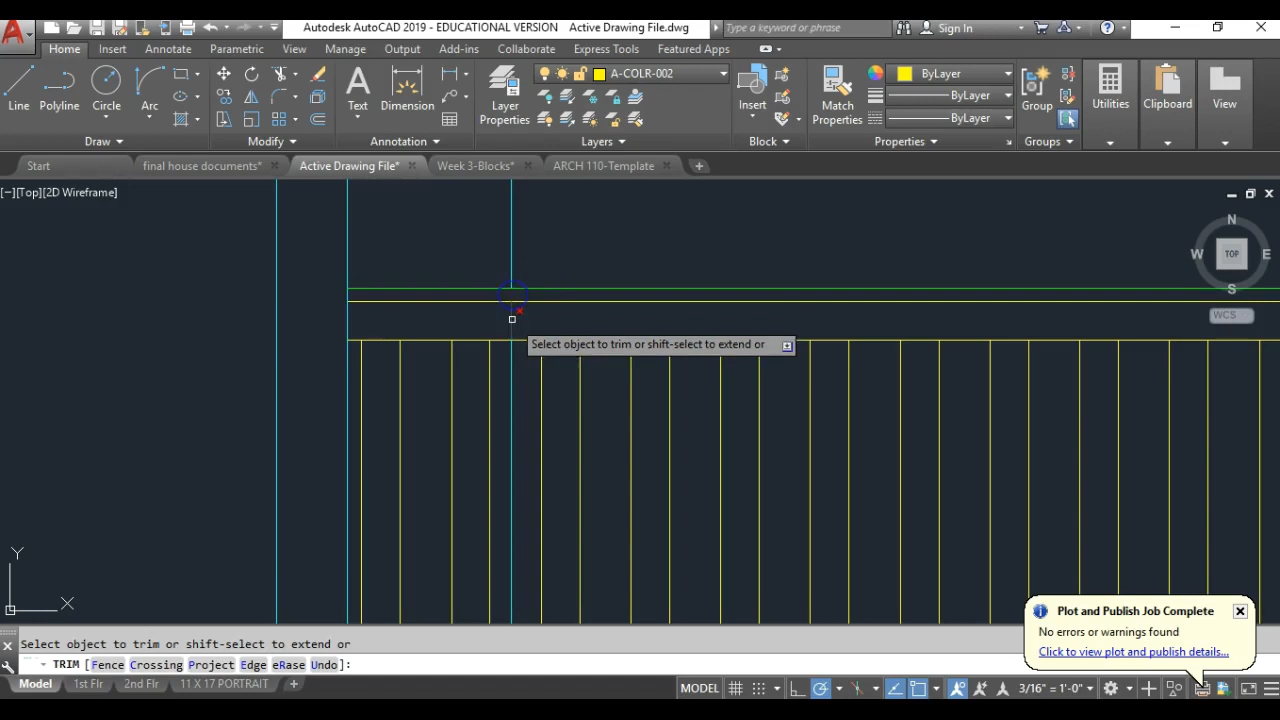 Autodesk AutoCAD 2019 - EDUCATIONAL VERSION Active Drawing File.dwg Type a keyword or phrase Sign In
Home Insert Annotate Parametric View Manage Output Add-ins Collaborate Express Tools Featured Apps
A-COLR-002 ByLayer
ByLayer
ByLayer
Line Polyline Circle Arc Text Dimension Layer Properties Insert Match Properties Group Utilities Clipboard View
Draw Modify Annotation Layers Block Properties Groups
Start final house documents* Active Drawing File* Week 3-Blocks* ARCH 110-Template
[−][Top][2D Wireframe]
N
W TOP E
S
WCS
Select object to trim or shift-select to extend or
Y
X
Plot and Publish Job Complete
No errors or warnings found
Click to view plot and publish details...
Select object to trim or shift-select to extend or
TRIM [Fence Crossing Project Edge eRase Undo]:
Model 1st Flr 2nd Flr 11 X 17 PORTRAIT
MODEL 3/16" = 1'-0"